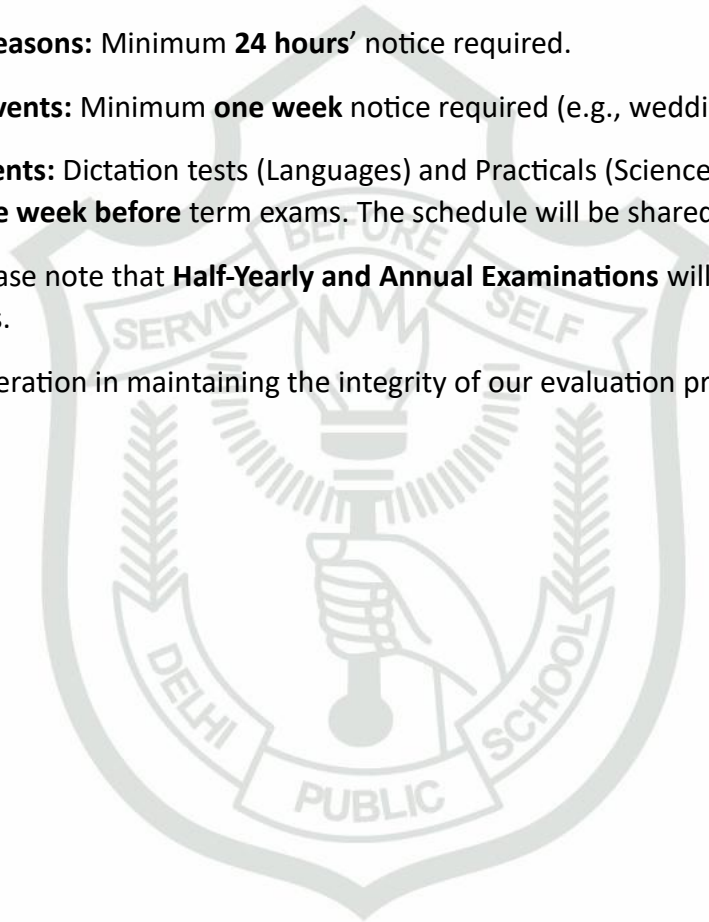 easons: Minimum 24 hours’ notice required.
vents: Minimum one week notice required (e.g., weddi
ents: Dictation tests (Languages) and Practicals (Science
e week before term exams. The schedule will be shared
ase note that Half-Yearly and Annual Examinations will
s.
eration in maintaining the integrity of our evaluation pr
SERVICE BEFORE SELF
DELHI PUBLIC SCHOOL